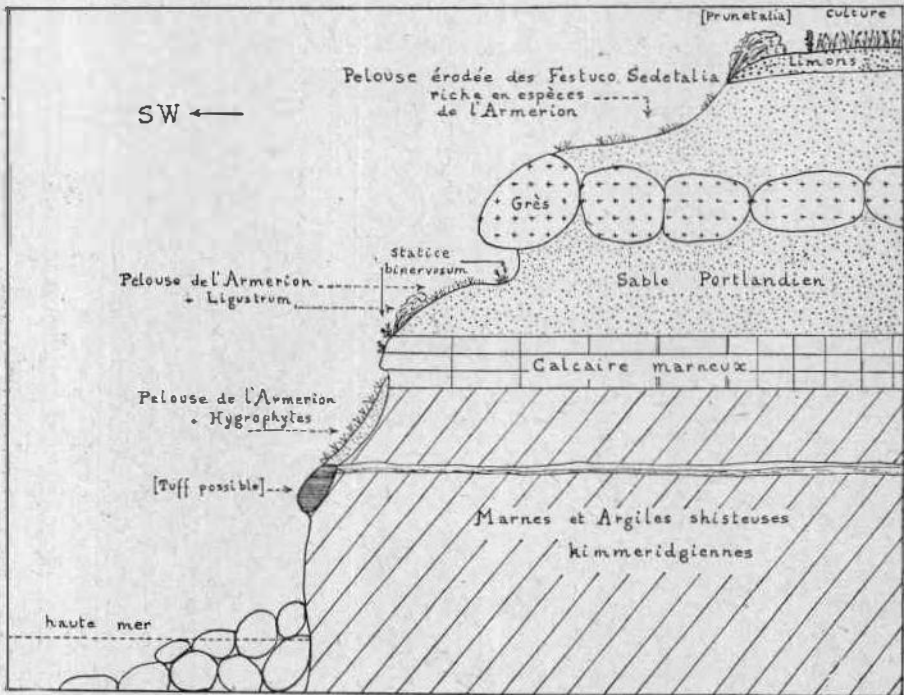 [Prunetalia]
Culture
Limons
Pelouse érodée des Festuco Sedetalia
riche en espèces
de l'Armerion
SW
Grès
Statice
binervosum
Pelouse de l'Armerion
+ Ligustrum
Sable Portlandien
Calcaire marneux
Pelouse de l'Armerion
+ Hygrophytes
[Tuff possible]
Marnes et Argiles shisteuses
kimmeridgiennes
haute mer